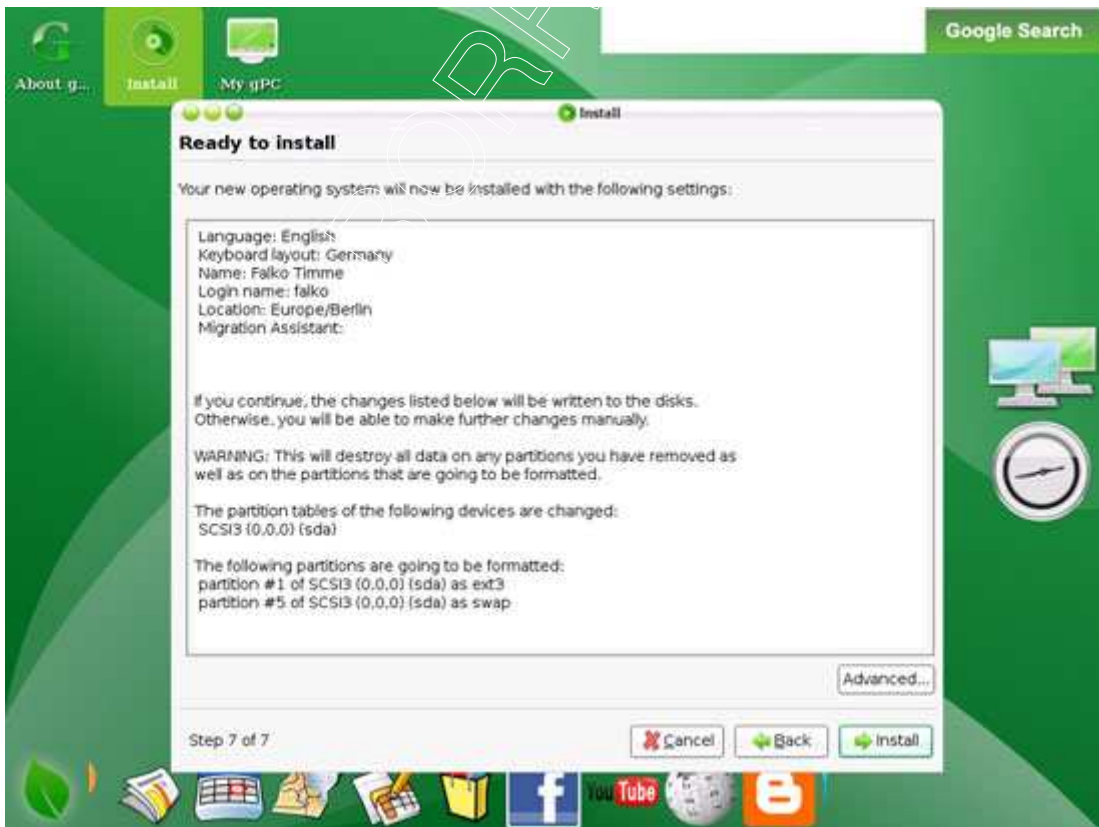 Google Search
About g...
Install
My gPC
Install
Ready to install
Your new operating system will now be installed with the following settings:
Language: English
Keyboard layout: Germany
Name: Falko Timme
Login name: falko
Location: Europe/Berlin
Migration Assistant:
If you continue, the changes listed below will be written to the disks.
Otherwise, you will be able to make further changes manually.
WARNING: This will destroy all data on any partitions you have removed as
well as on the partitions that are going to be formatted.
The partition tables of the following devices are changed:
SCSI3 (0,0,0) (sda)
The following partitions are going to be formatted:
partition #1 of SCSI3 (0,0,0) (sda) as ext3
partition #5 of SCSI3 (0,0,0) (sda) as swap
Advanced...
Step 7 of 7
Cancel
Back
Install
You Tube